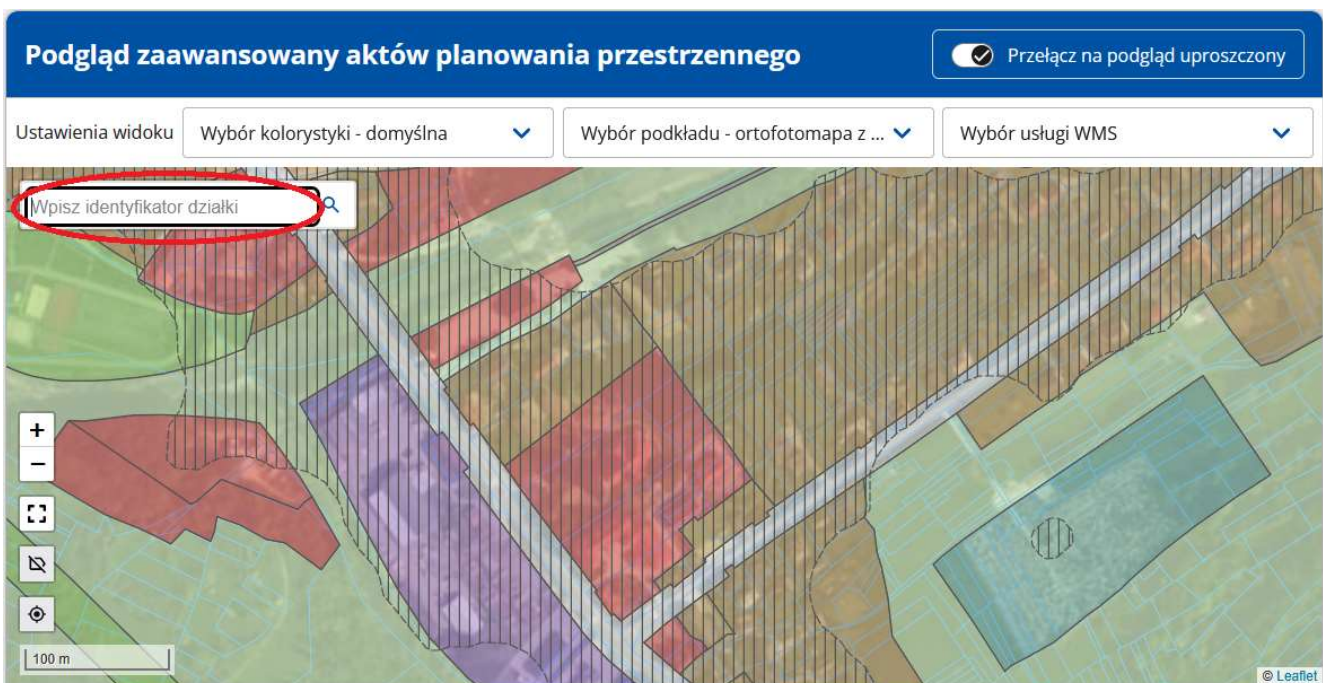 Podgląd zaawansowany aktów planowania przestrzennego
Przełącz na podgląd uproszczony
Ustawienia widoku
Wybór kolorystyki - domyślna
Wybór podkładu - ortofotomapa z ...
Wybór usługi WMS
Wpisz identyfikator działki
+
−
100 m
© Leaflet